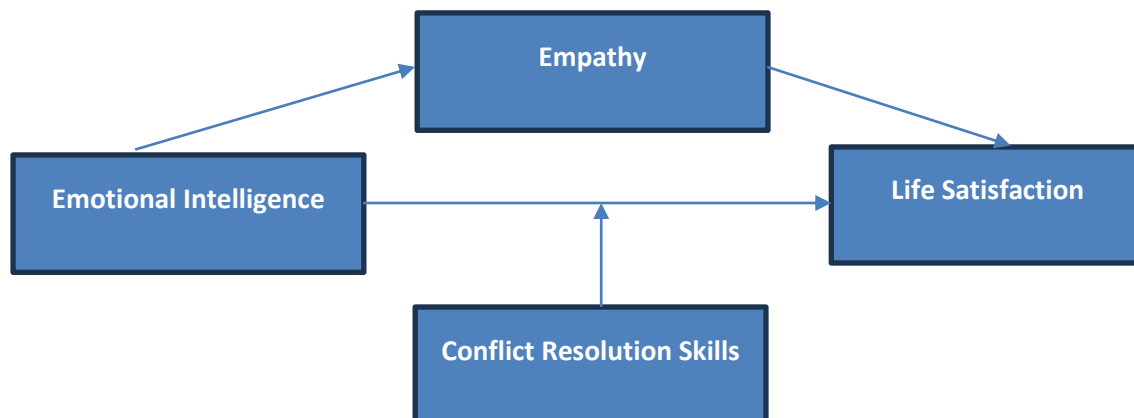 Empathy
Emotional Intelligence
Life Satisfaction
Conflict Resolution Skills